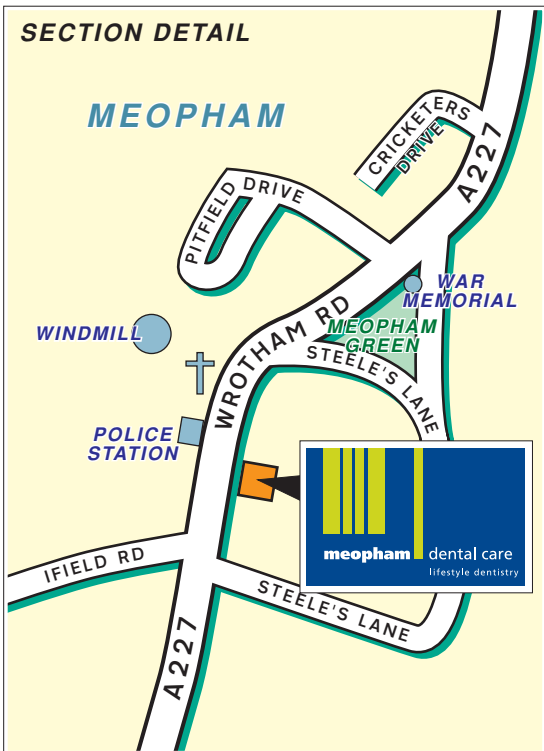 SECTION DETAIL
MEOPHAM
CRICKETERS
DRIVE
A227
PITFIELD DRIVE
WAR
MEMORIAL
WROTHAM RD
MEOPHAM
GREEN
WINDMILL
STEELE'S LANE
POLICE
STATION
meopham dental care
lifestyle dentistry
IFIELD RD
STEELE'S LANE
A227